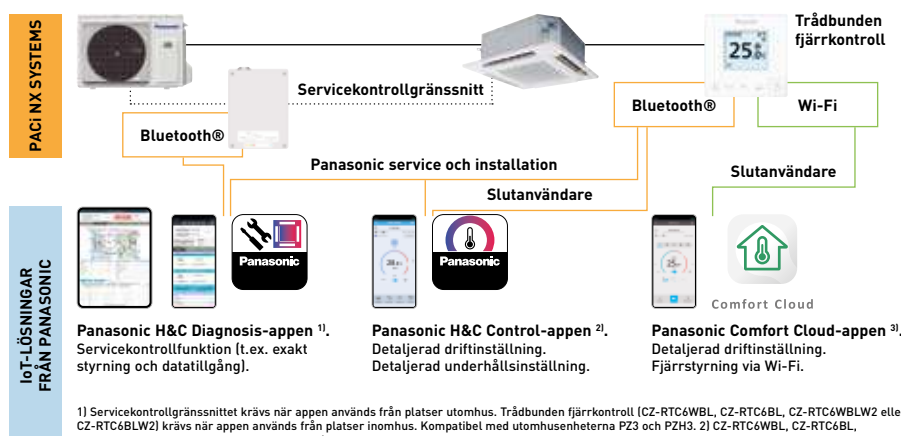 PACi NX SYSTEMS
Trådbunden
fjärrkontroll
Servicekontrollgränssnitt
Bluetooth®
Bluetooth®
Wi-Fi
Panasonic service och installation
Slutanvändare
Slutanvändare
IoT-LÖSNINGAR
FRÅN PANASONIC
Panasonic
Panasonic
Comfort Cloud
Panasonic H&C Diagnosis-appen 1).
Servicekontrollfunktion (t.ex. exakt
styrning och datatillgång).
Panasonic H&C Control-appen 2).
Detaljerad driftinställning.
Detaljerad underhållsinställning.
Panasonic Comfort Cloud-appen 3).
Detaljerad driftinställning.
Fjärrstyrning via Wi-Fi.
1) Servicekontrollgränssnittet krävs när appen används från platser utomhus. Trådbunden fjärrkontroll (CZ-RTC6WBL, CZ-RTC6BL, CZ-RTC6WBLW2 elle
CZ-RTC6BLW2) krävs när appen används från platser inomhus. Kompatibel med utomhusenheterna PZ3 och PZH3. 2) CZ-RTC6WBL, CZ-RTC6BL,